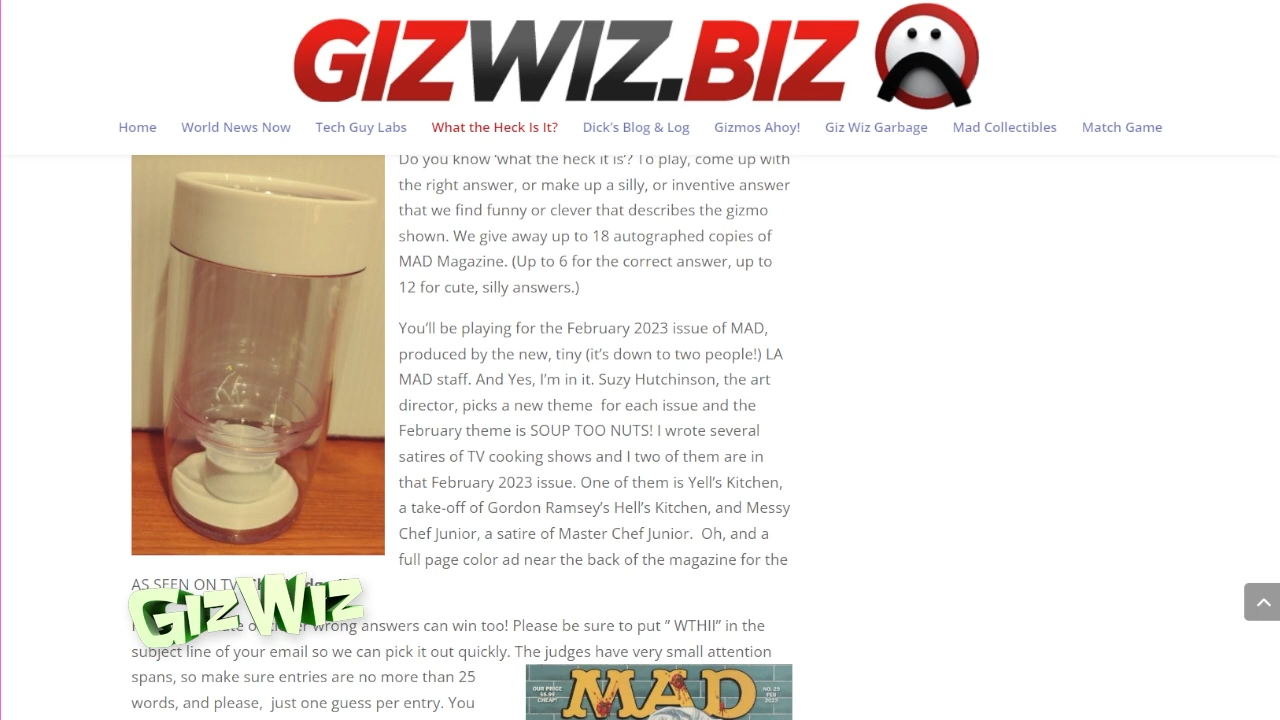 GIZWIZ.BIZ
Home World News Now Tech Guy Labs What the Heck Is It? Dick's Blog & Log Gizmos Ahoy! Giz Wiz Garbage Mad Collectibles Match Game
Do you know 'what the heck it is'? To play, come up with
the right answer, or make up a silly, or inventive answer
that we find funny or clever that describes the gizmo
shown. We give away up to 18 autographed copies of
MAD Magazine. (Up to 6 for the correct answer, up to
12 for cute, silly answers.)
You'll be playing for the February 2023 issue of MAD,
produced by the new, tiny (it's down to two people!) LA
MAD staff. And Yes, I'm in it. Suzy Hutchinson, the art
director, picks a new theme for each issue and the
February theme is SOUP TOO NUTS! I wrote several
satires of TV cooking shows and I two of them are in
that February 2023 issue. One of them is Yell's Kitchen,
a take-off of Gordon Ramsey's Hell's Kitchen, and Messy
Chef Junior, a satire of Master Chef Junior. Oh, and a
full page color ad near the back of the magazine for the
AS SEEN ON TV
GIZWIZ
wrong answers can win too! Please be sure to put " WTHII" in the
subject line of your email so we can pick it out quickly. The judges have very small attention
spans, so make sure entries are no more than 25
words, and please, just one guess per entry. You
OUR PRICE
$5.99
CHEAP!
MAD
NO. 29
FEB
2023